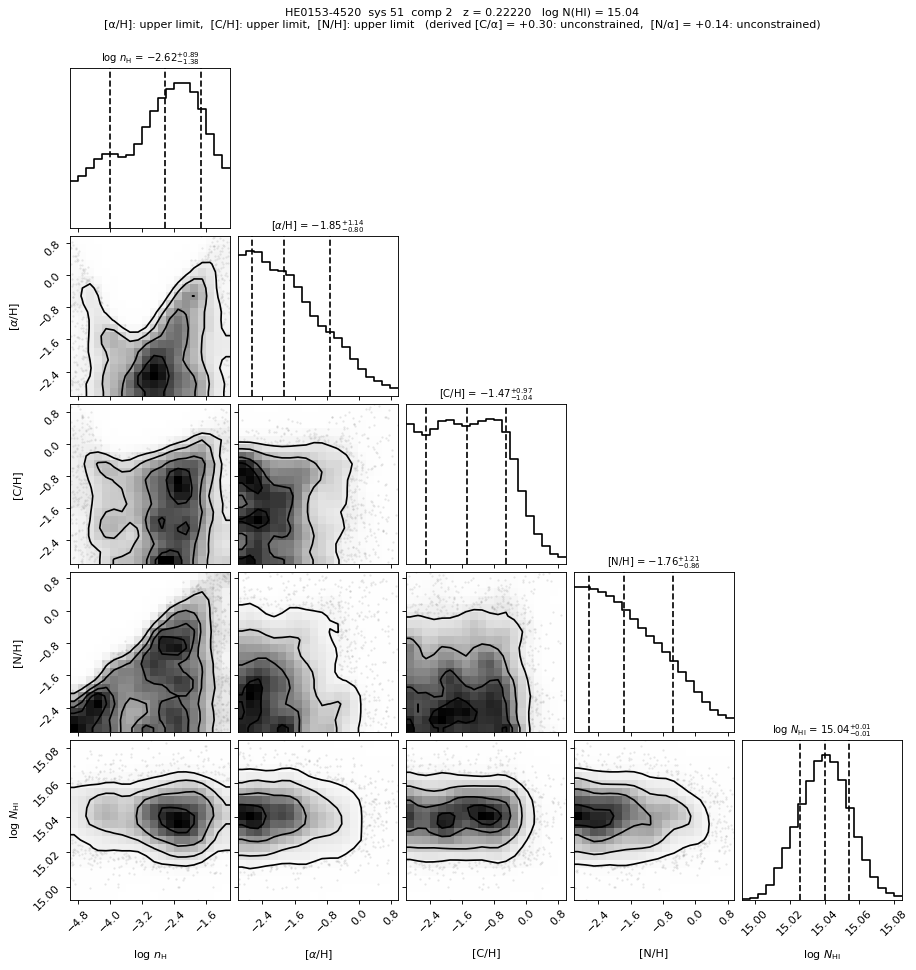 HE0153-4520  sys 51  comp 2   z = 0.22220   log N(HI) = 15.04
[α/H]: upper limit,  [C/H]: upper limit,  [N/H]: upper limit   (derived [C/α] = +0.30: unconstrained,  [N/α] = +0.14: unconstrained)
log n_H = −2.62 +0.89 −1.38
[α/H] = −1.85 +1.14 −0.80
0.8
0.0
−0.8
−1.6
−2.4
[α/H]
[C/H] = −1.47 +0.97 −1.04
0.8
0.0
−0.8
−1.6
−2.4
[C/H]
[N/H] = −1.76 +1.21 −0.86
0.8
0.0
−0.8
−1.6
−2.4
[N/H]
log N_HI = 15.04 +0.01 −0.01
15.08
15.06
15.04
15.02
15.00
log N_HI
−4.8 −4.0 −3.2 −2.4 −1.6
−2.4 −1.6 −0.8 0.0 0.8
−2.4 −1.6 −0.8 0.0 0.8
−2.4 −1.6 −0.8 0.0 0.8
15.00 15.02 15.04 15.06 15.08
log n_H
[α/H]
[C/H]
[N/H]
log N_HI